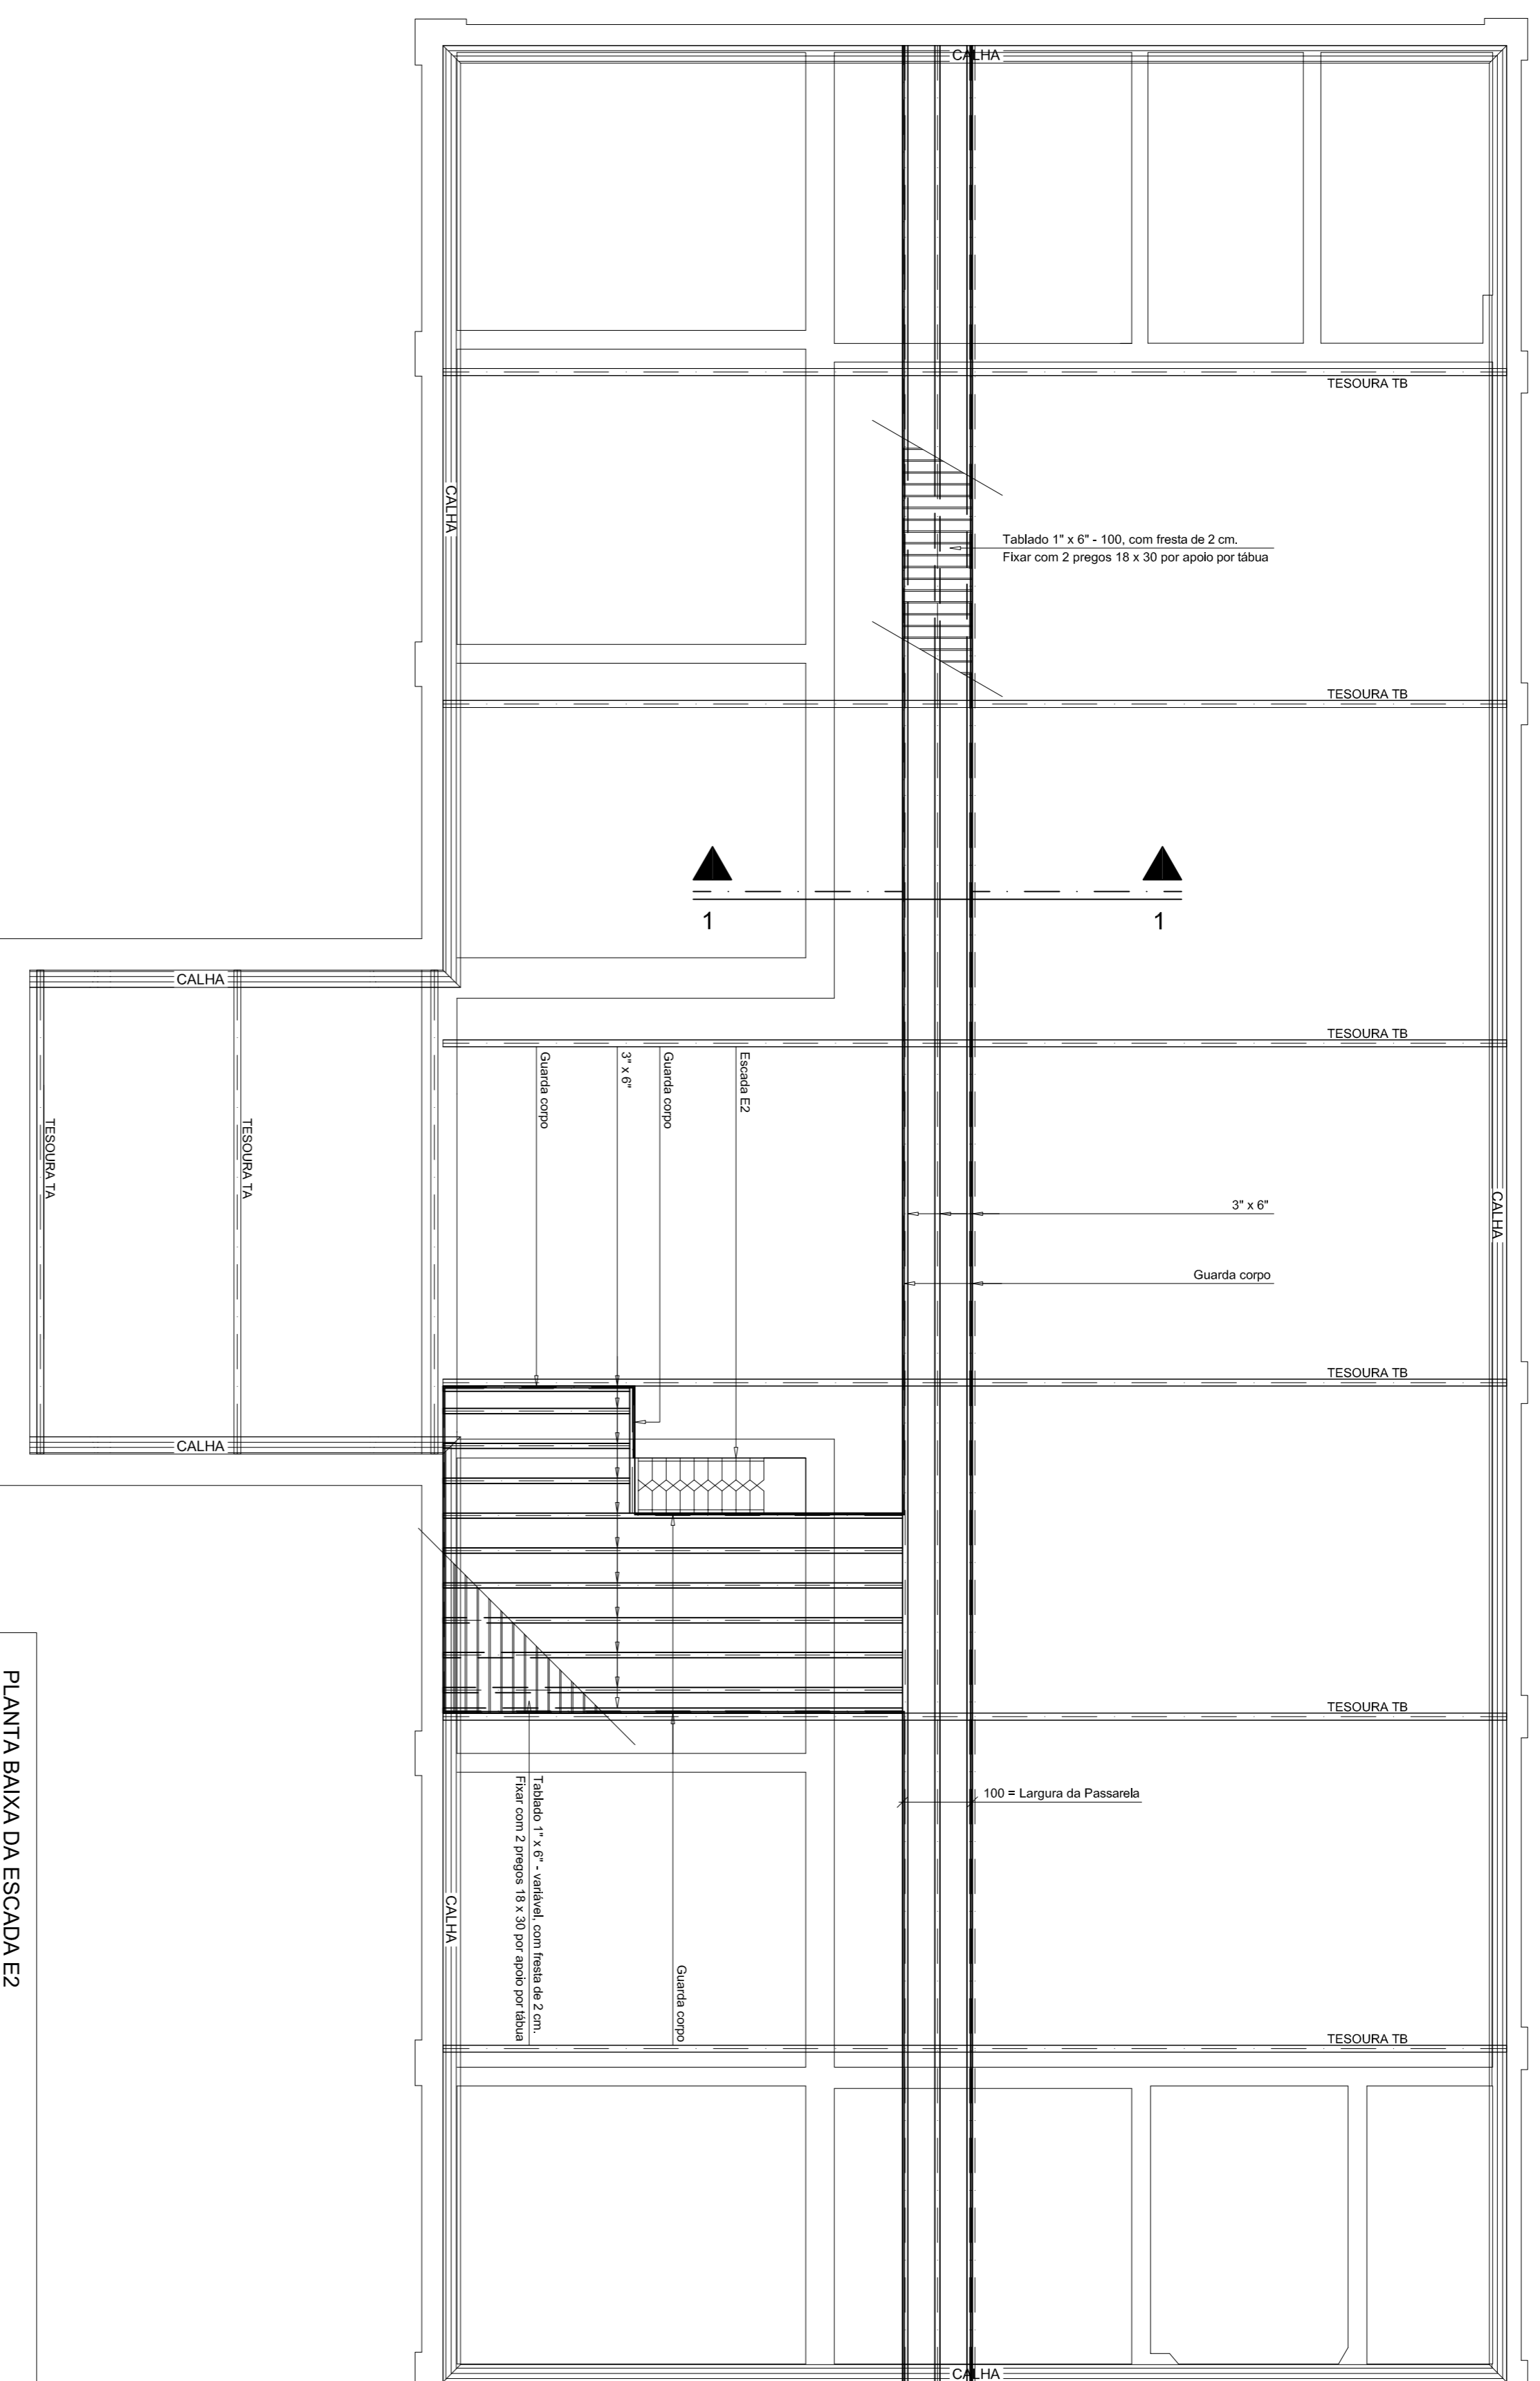 CALHA
TESOURA TB
CALHA
Tablado 1" x 6" - 100, com fresta de 2 cm.
Fixar com 2 pregos 18 x 30 por apoio por tábua
TESOURA TB
1
1
CALHA
TESOURA TB
Guarda corpo
3" x 6"
Guarda corpo
Escada E2
TESOURA TA
TESOURA TA
3" x 6"
CALHA
Guarda corpo
TESOURA TB
CALHA
TESOURA TB
100 = Largura da Passarela
Tablado 1" x 6" - variável, com fresta de 2 cm.
Fixar com 2 pregos 18 x 30 por apoio por tábua
CALHA
Guarda corpo
PLANTA BAIXA DA ESCADA E2
TESOURA TB
CALHA